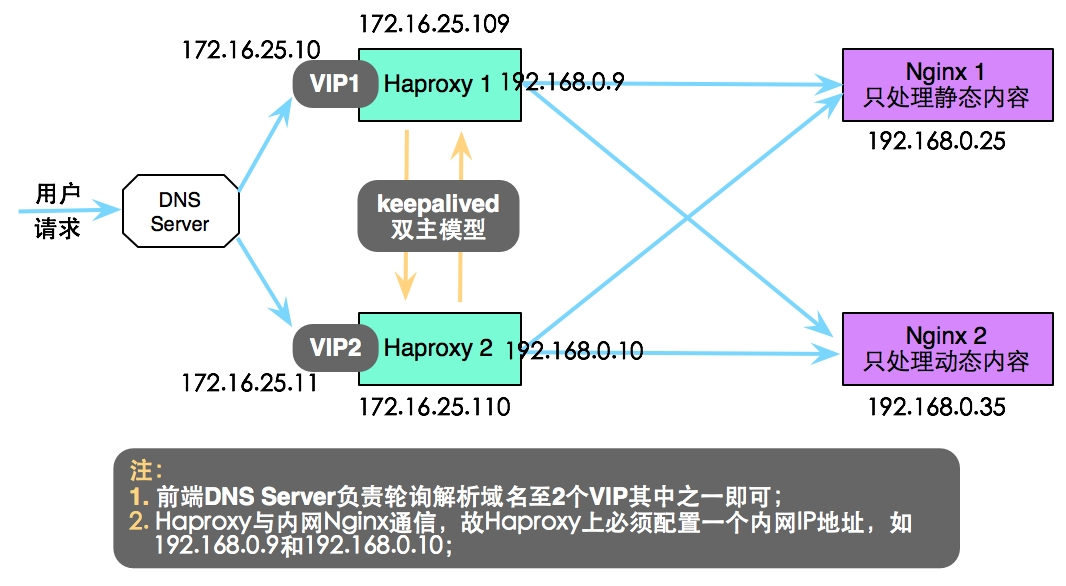 172.16.25.109
172.16.25.10
VIP1
Haproxy 1
192.168.0.9
Nginx 1
只处理静态内容
192.168.0.25
用户
请求
DNS
Server
keepalived
双主模型
VIP2
Haproxy 2
192.168.0.10
Nginx 2
只处理动态内容
172.16.25.11
172.16.25.110
192.168.0.35
注：
1. 前端DNS Server负责轮询解析域名至2个VIP其中之一即可；
2. Haproxy与内网Nginx通信，故Haproxy上必须配置一个内网IP地址，如
192.168.0.9和192.168.0.10；